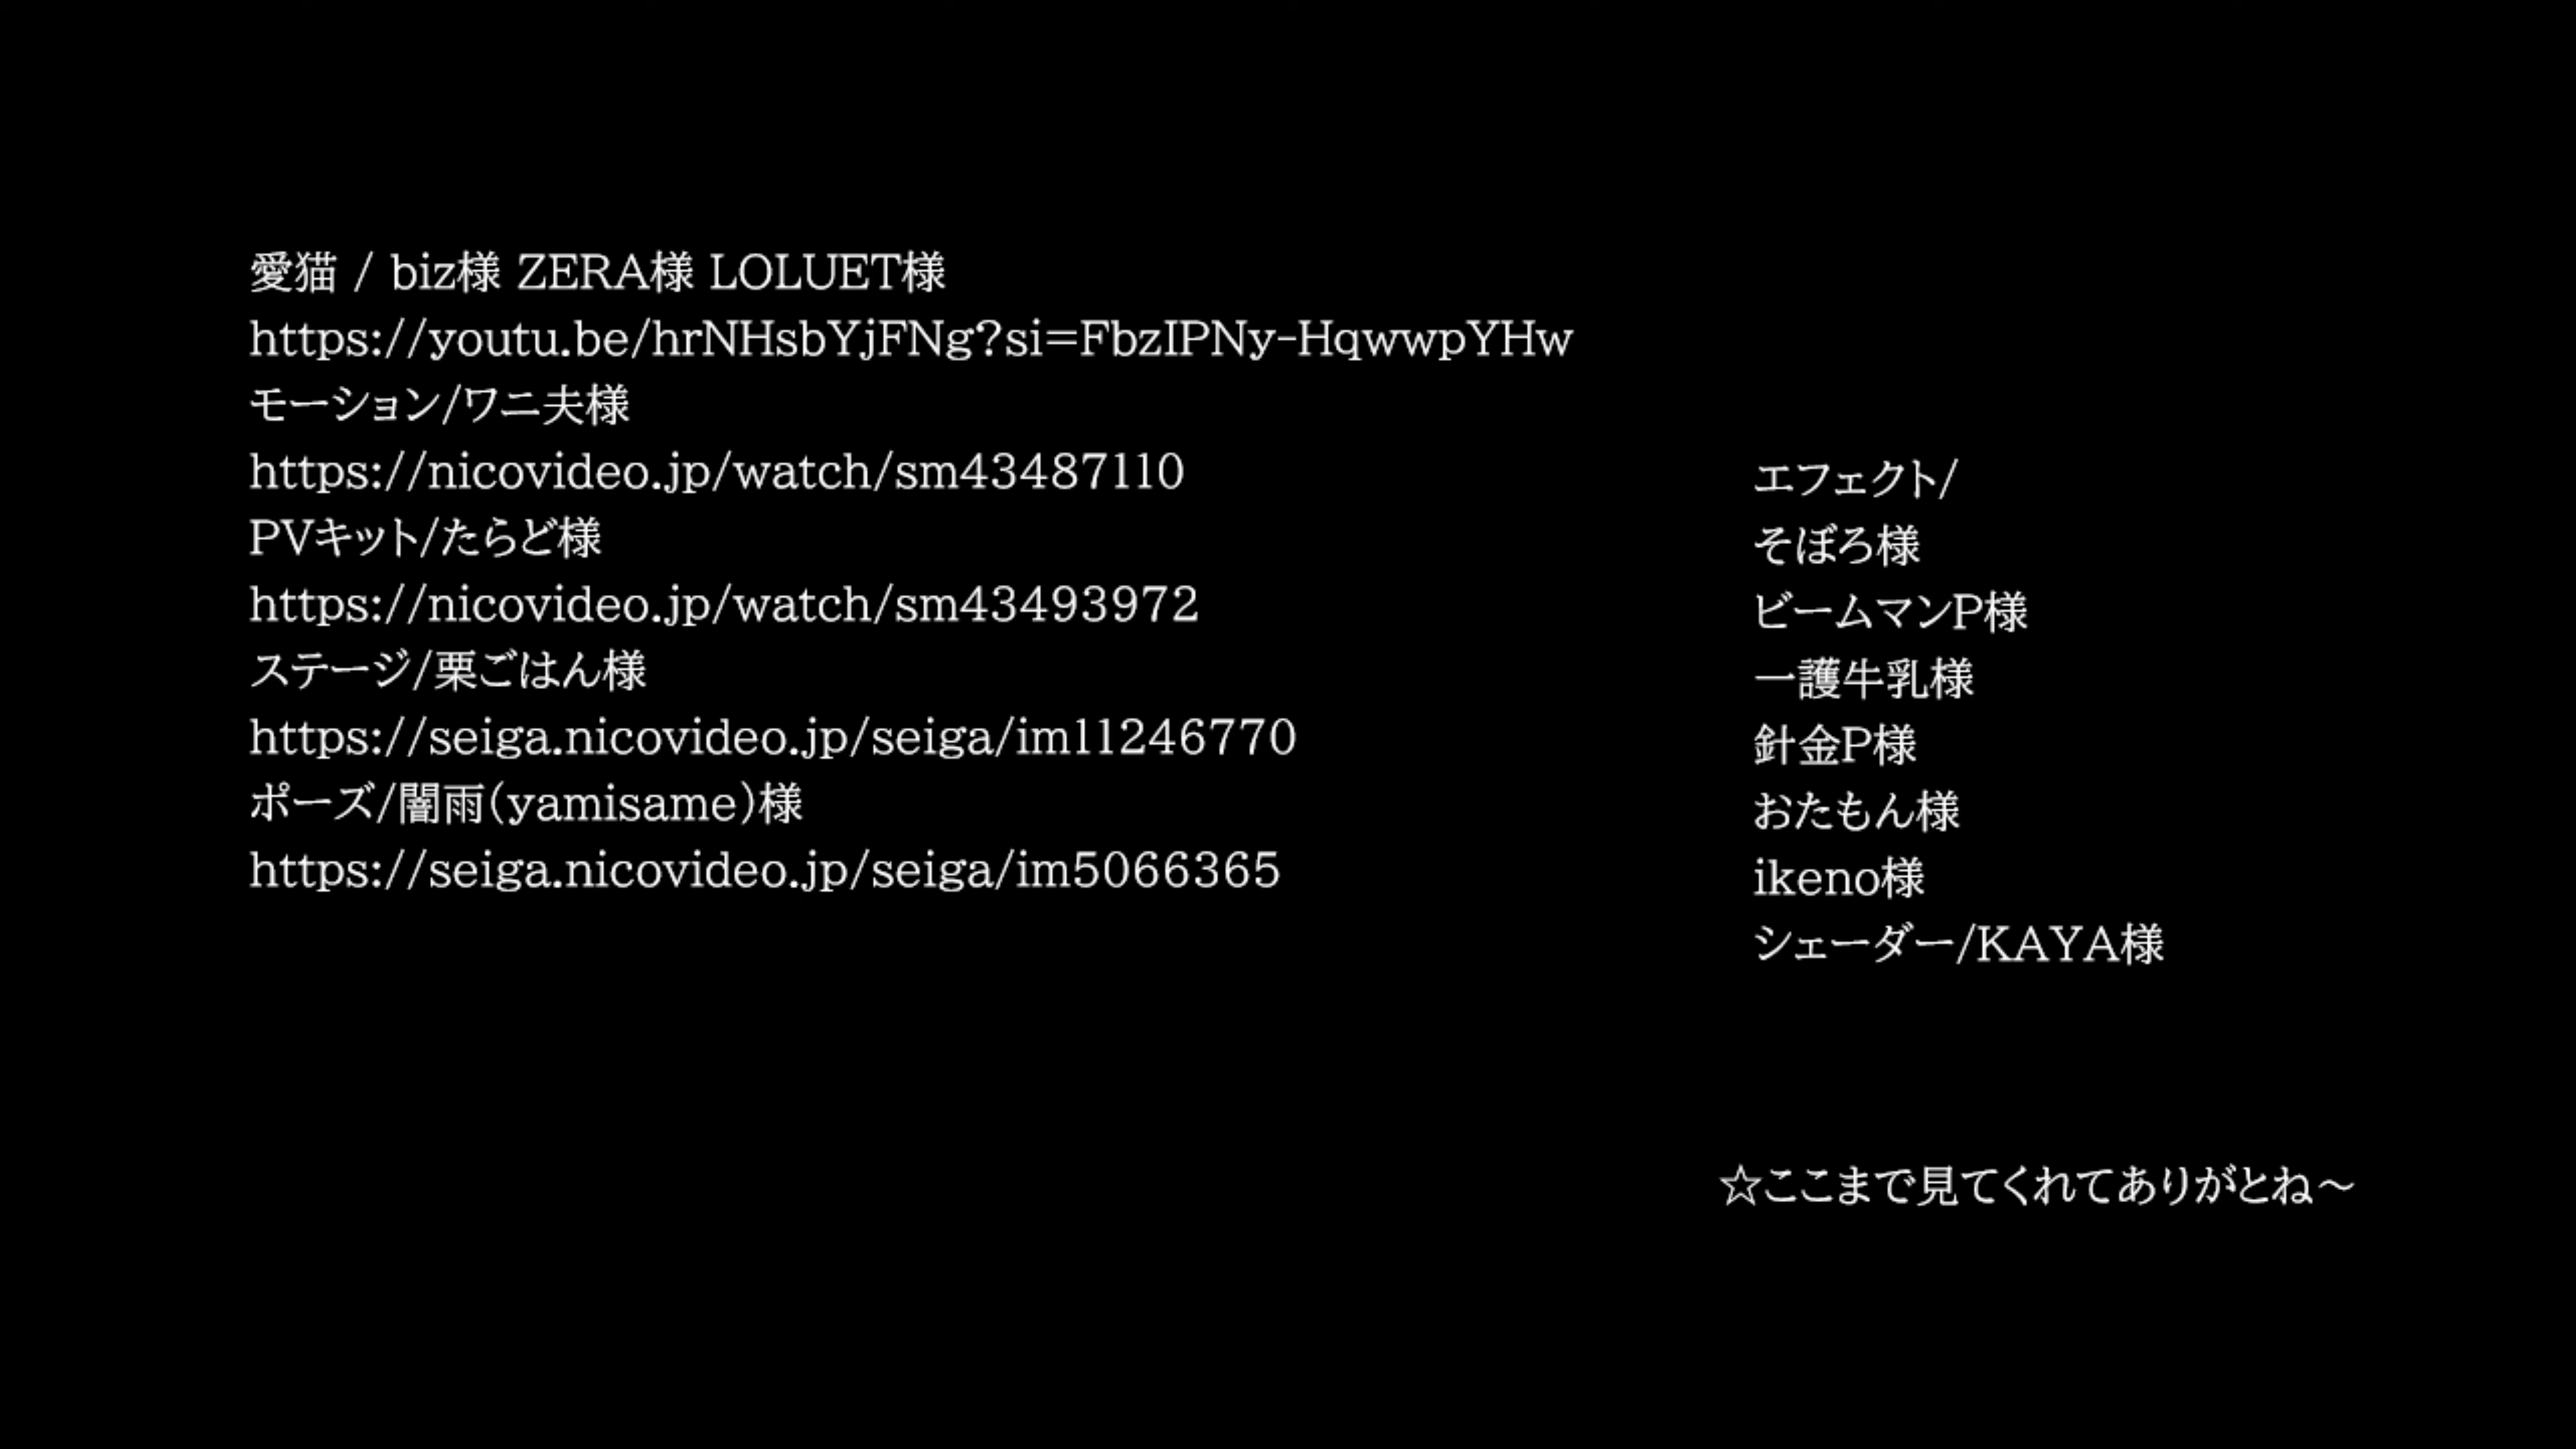 愛猫 / biz様 ZERA様 LOLUET様
https://youtu.be/hrNHsbYjFNg?si=FbzIPNy-HqwwpYHw
モーション/ワニ夫様
https://nicovideo.jp/watch/sm43487110
PVキット/たらど様
https://nicovideo.jp/watch/sm43493972
ステージ/栗ごはん様
https://seiga.nicovideo.jp/seiga/im11246770
ポーズ/闇雨(yamisame)様
https://seiga.nicovideo.jp/seiga/im5066365
エフェクト/
そぼろ様
ビームマンP様
一護牛乳様
針金P様
おたもん様
ikeno様
シェーダー/KAYA様
☆ここまで見てくれてありがとね～